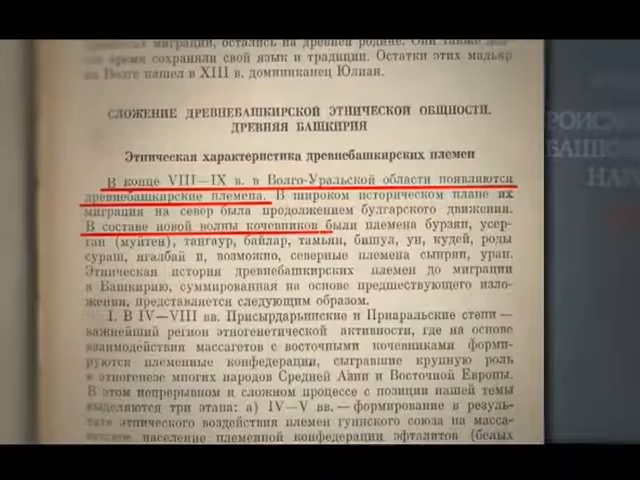 миграции, остались на древней родине. Они также
время сохраняли свой язык и традиции. Остатки этих мадьяр
на Волге нашел в XIII в. доминиканец Юлиан.
СЛОЖЕНИЕ ДРЕВНЕБАШКИРСКОЙ ЭТНИЧЕСКОЙ ОБЩНОСТИ.
ДРЕВНЯЯ БАШКИРИЯ
Этническая характеристика древнебашкирских племен
В конце VIII—IX в. в Волго-Уральской области появляются
древнебашкирские племена. В широком историческом плане их
миграция на север была продолжением булгарского движения.
В составе новой волны кочевников были племена бурзян, усер-
ган (муйтен), тангаур, байлар, тамьян, бишул, ун, кудей, роды
сураш, ягалбай и, возможно, северные племена сынрян, уран.
Этническая история древнебашкирских племен до миграции
в Башкирию, суммированная на основе предшествующего изло-
жения, представляется следующим образом.
I. В IV—VIII вв. Присырдарьинские и Приаральские степи —
важнейший регион этногенетической активности, где на основе
взаимодействия массагетов с восточными кочевниками форми-
руются племенные конфедерации, сыгравшие крупную роль
в этногенезе многих народов Средней Азии и Восточной Европы.
В этом непрерывном и сложном процессе с позиции нашей темы
выделяются три этапа: а) IV—V вв. — формирование в резуль-
тате этнического воздействия племен гуннского союза на масса-
гетское население племенной конфедерации эфталитов (белых
РОИСХ
БАШКО
НАР